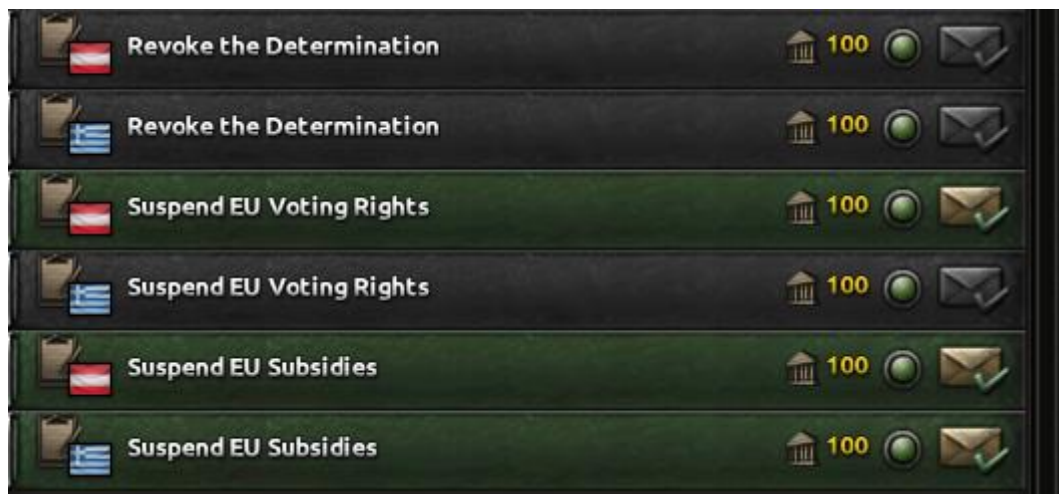 Revoke the Determination 100
Revoke the Determination 100
Suspend EU Voting Rights 100
Suspend EU Voting Rights 100
Suspend EU Subsidies 100
Suspend EU Subsidies 100